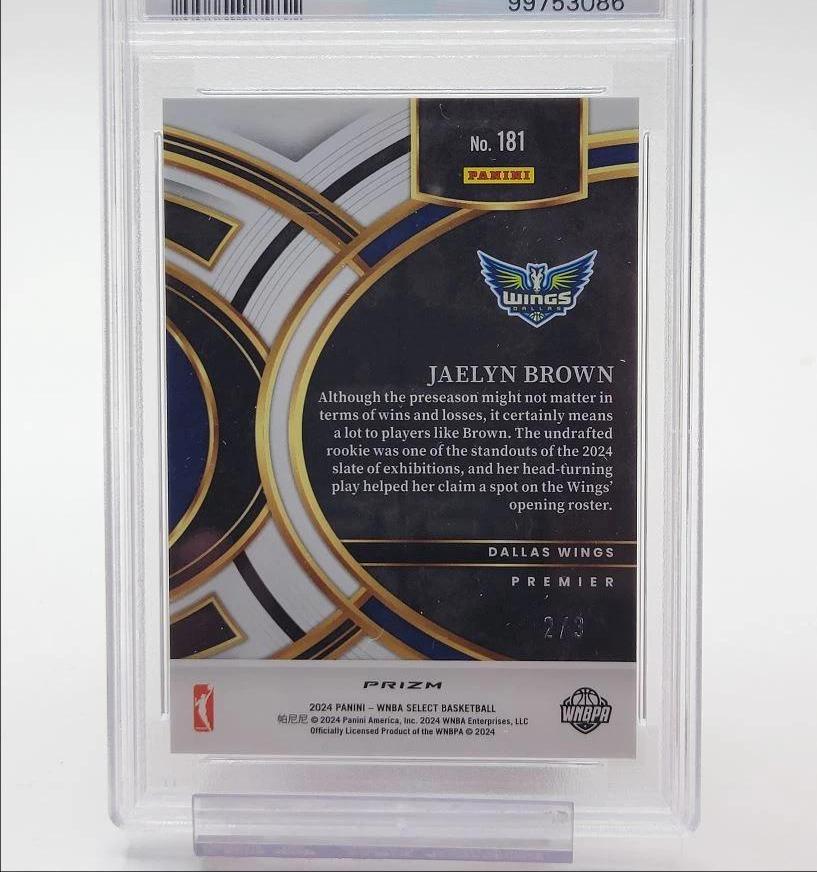 99753086
No. 181
PANINI
WINGS
DALLAS
JAELYN BROWN
Although the preseason might not matter in
terms of wins and losses, it certainly means
a lot to players like Brown. The undrafted
rookie was one of the standouts of the 2024
slate of exhibitions, and her head-turning
play helped her claim a spot on the Wings'
opening roster.
DALLAS WINGS
PREMIER
2/3
PRIZM
2024 PANINI – WNBA SELECT BASKETBALL
帕尼尼 © 2024 Panini America, Inc. 2024 WNBA Enterprises, LLC
Officially Licensed Product of the WNBPA © 2024
WNBPA